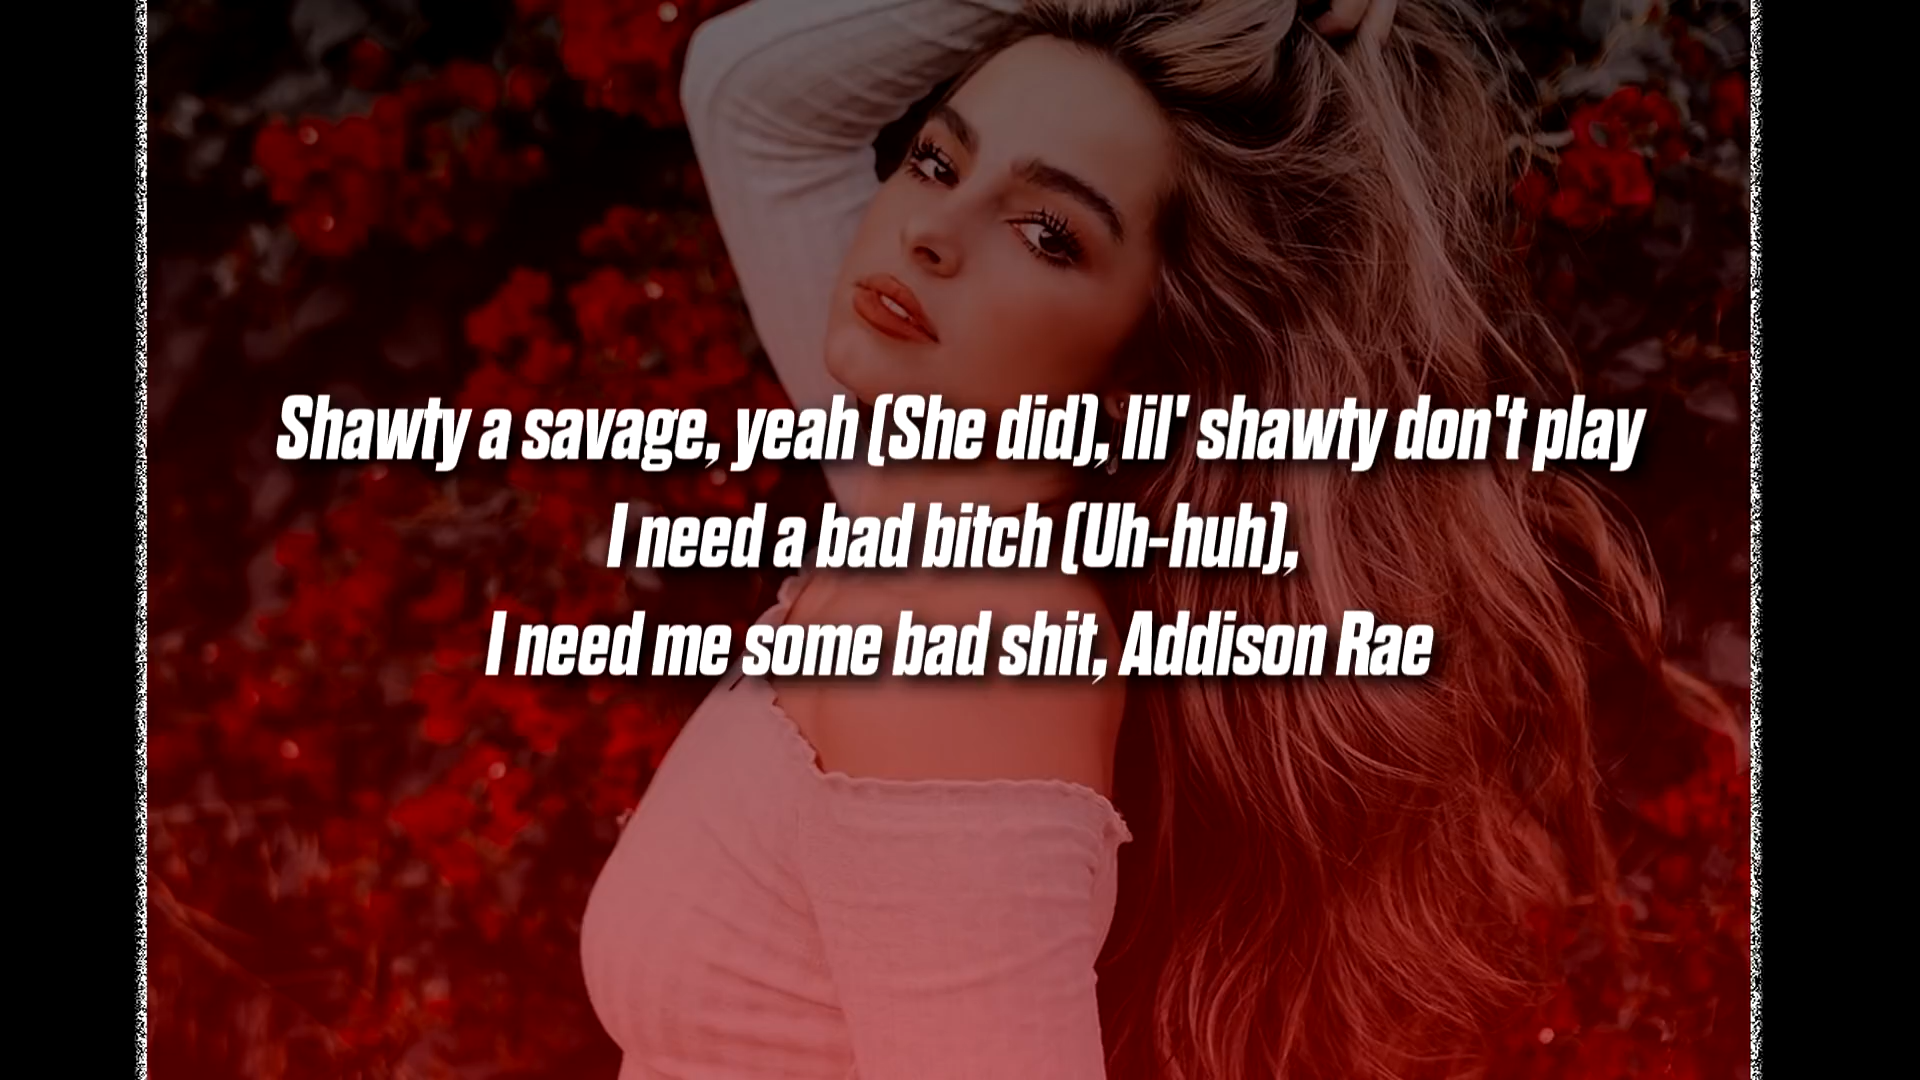 Shawty a savage, yeah (She did), lil' shawty don't play
I need a bad bitch (Uh-huh),
I need me some bad shit, Addison Rae